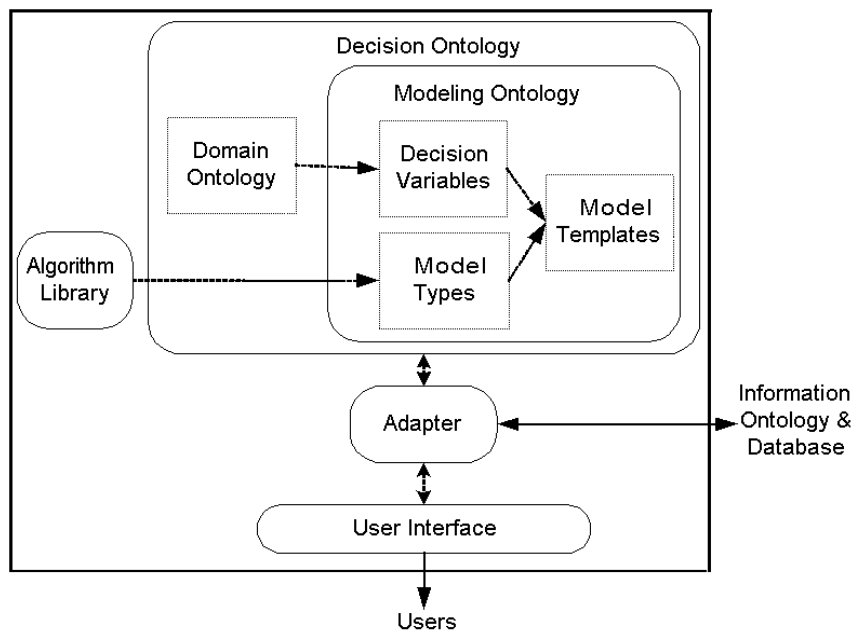 Decision Ontology
Modeling Ontology
Domain
Ontology
Decision
Variables
Model
Templates
Algorithm
Library
Model
Types
Adapter
Information
Ontology &
Database
User Interface
Users